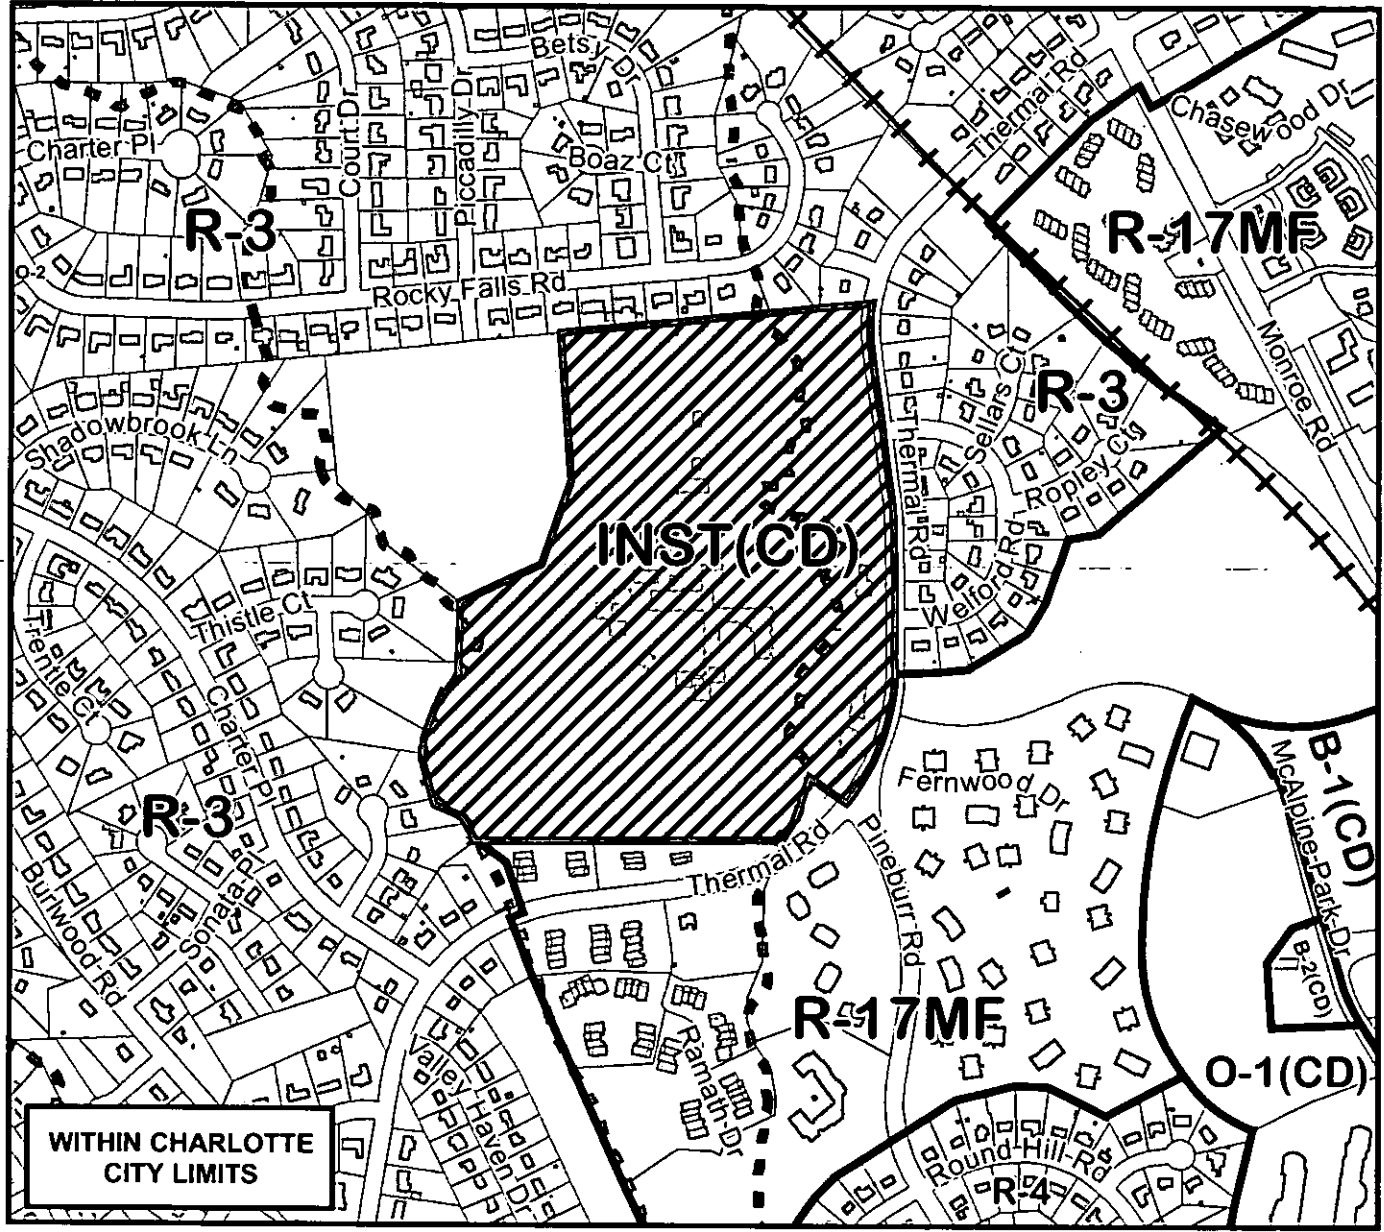 Betsy Dr
Thermal Rd
Chasewood Dr
Charter Pl
Court Dr
Piccadilly Dr
Boaz Ct
R-3
R-17MF
O-2
Rocky Falls Rd
Monroe Rd
Sellars Ct
R-3
Shadowbrook Ln
Thermal Rd
Ropley Ct
INST(CD)
Welford Rd
Thistle Ct
Trentle Ct
Charter Pl
Fernwood Dr
McAlpine Park Dr
B-1(CD)
R-3
Thermal Rd
Pineburr Rd
Burlwood Rd
Sonata Pl
B-2(CD)
R-17MF
Ramath Dr
Valley Haven Dr
O-1(CD)
Round Hill Rd
R-4
WITHIN CHARLOTTE
CITY LIMITS